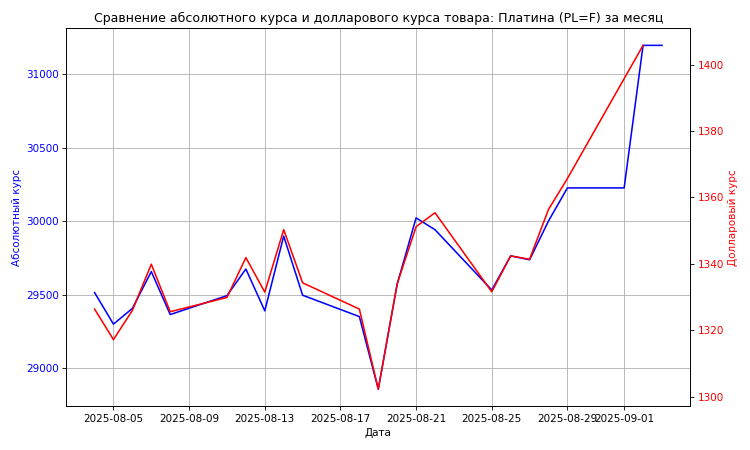 Сравнение абсолютного курса и долларового курса товара: Платина (PL=F) за месяц
31000
30500
30000
29500
29000
Абсолютный курс
1400
1380
1360
1340
1320
1300
Долларовый курс
2025-08-05 2025-08-09 2025-08-13 2025-08-17 2025-08-21 2025-08-25 2025-08-29 2025-09-01
Дата